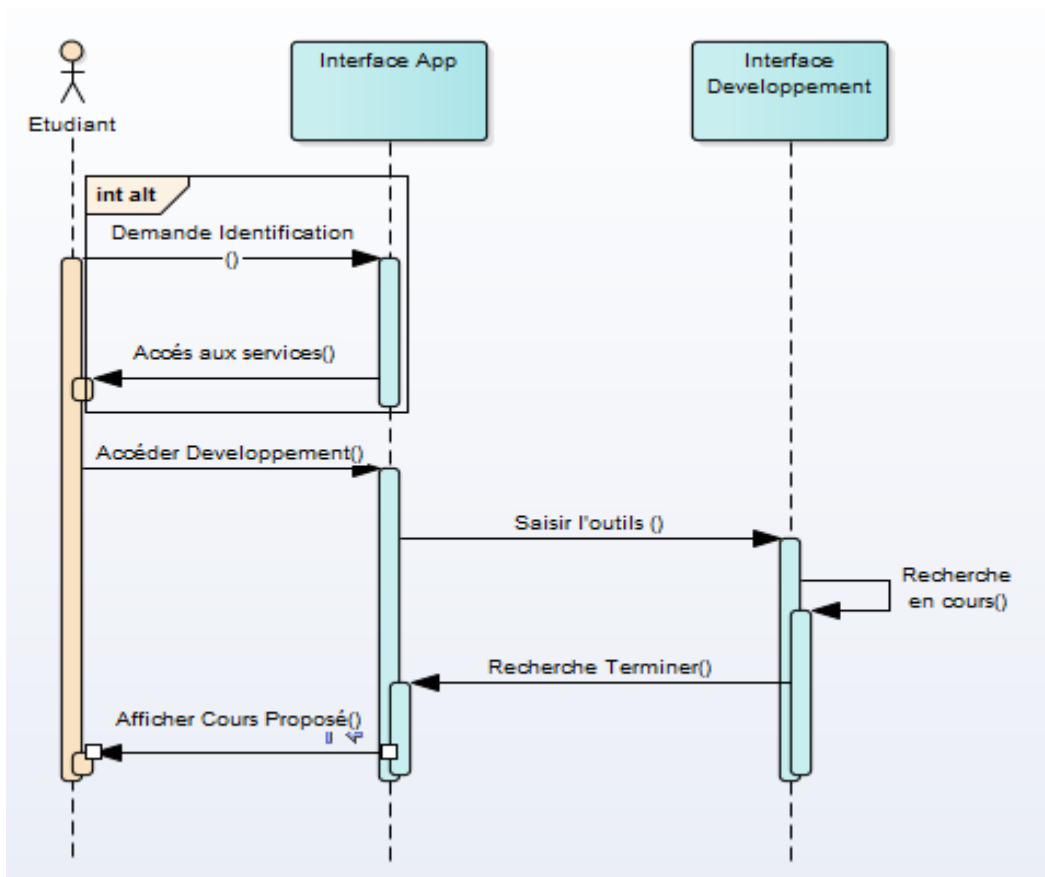 Interface App
Interface
Developpement
Etudiant
int alt
Demande Identification
()
Accés aux services()
Accéder Developpement()
Saisir l'outils ()
Recherche
en cours()
Recherche Terminer()
Afficher Cours Proposé()